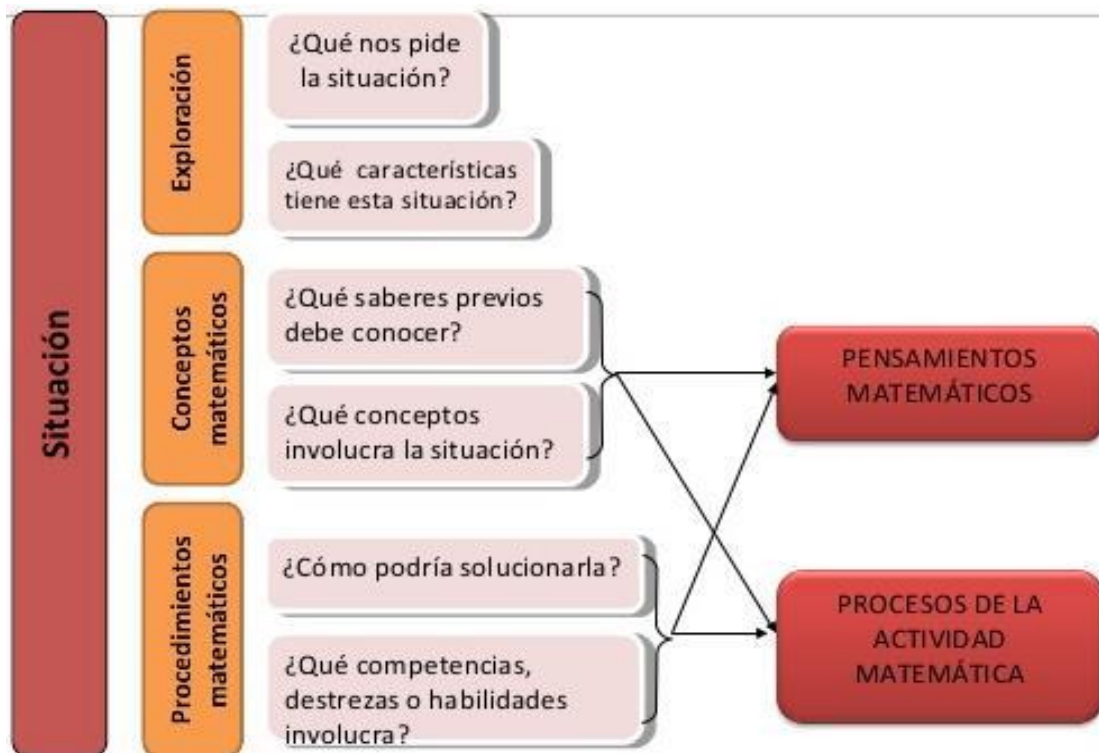 Situación
Exploración
¿Qué nos pide
la situación?
¿Qué carácterísticas
tiene esta situación?
Conceptos
matemáticos
¿Qué saberes previos
debe conocer?
¿Qué conceptos
involucra la situación?
Procedimientos
matemáticos
¿Cómo podría solucionarla?
¿Qué competencias,
destrezas o habilidades
involucra?
PENSAMIENTOS
MATEMÁTICOS
PROCESOS DE LA
ACTIVIDAD
MATEMÁTICA